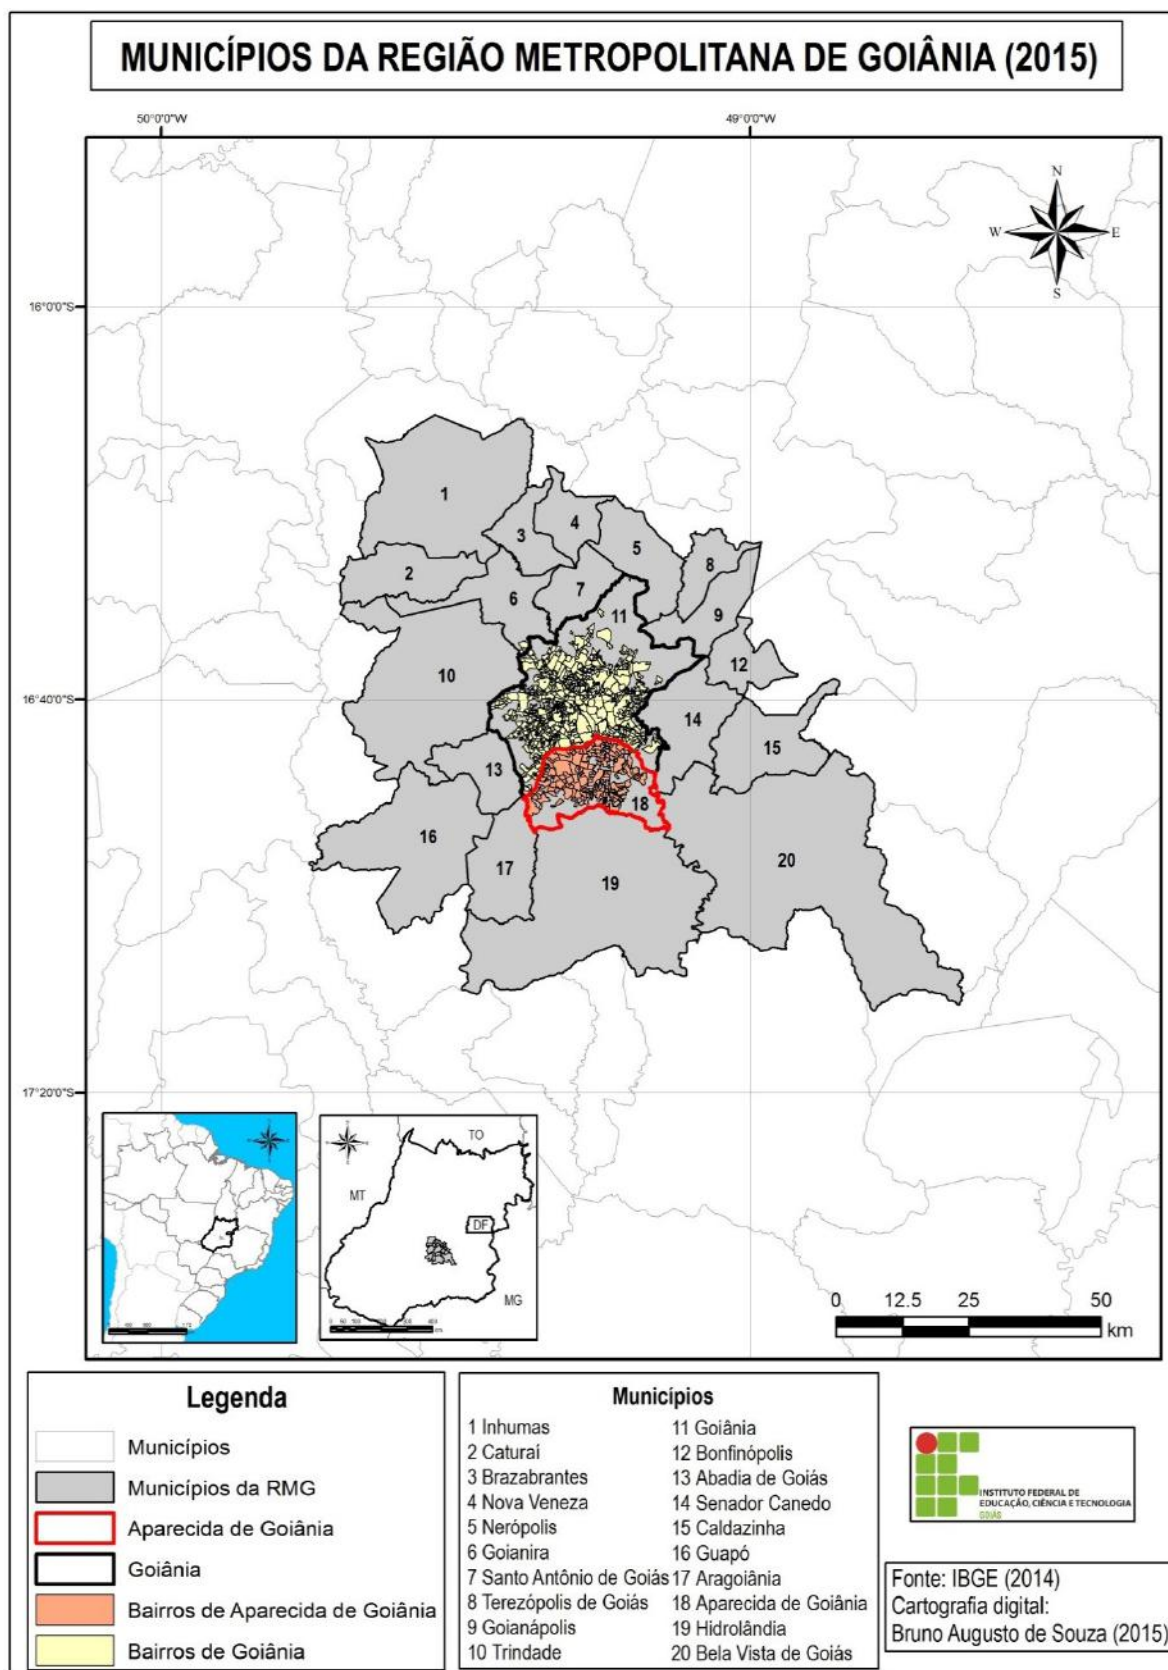 MUNICÍPIOS DA REGIÃO METROPOLITANA DE GOIÂNIA (2015)
50°0'0"W
49°0'0"W
N
W
E
S
16°0'0"S
1
4
3
5
8
2
7
6
9
11
12
10
16°40'0"S
14
15
13
18
16
17
20
19
17°20'0"S
TO
MT
DF
MG
0 12.5 25 50
km
Legenda
Municípios
Municípios da RMG
Aparecida de Goiânia
Goiânia
Bairros de Aparecida de Goiânia
Bairros de Goiânia
Municípios
1 Inhumas
2 Caturaí
3 Brazabrantes
4 Nova Veneza
5 Nerópolis
6 Goianira
7 Santo Antônio de Goiás
8 Terezópolis de Goiás
9 Goianápolis
10 Trindade
11 Goiânia
12 Bonfinópolis
13 Abadia de Goiás
14 Senador Canedo
15 Caldazinha
16 Guapó
17 Aragoiânia
18 Aparecida de Goiânia
19 Hidrolândia
20 Bela Vista de Goiás
INSTITUTO FEDERAL DE
EDUCAÇÃO, CIÊNCIA E TECNOLOGIA
GOIÁS
Fonte: IBGE (2014)
Cartografia digital:
Bruno Augusto de Souza (2015)